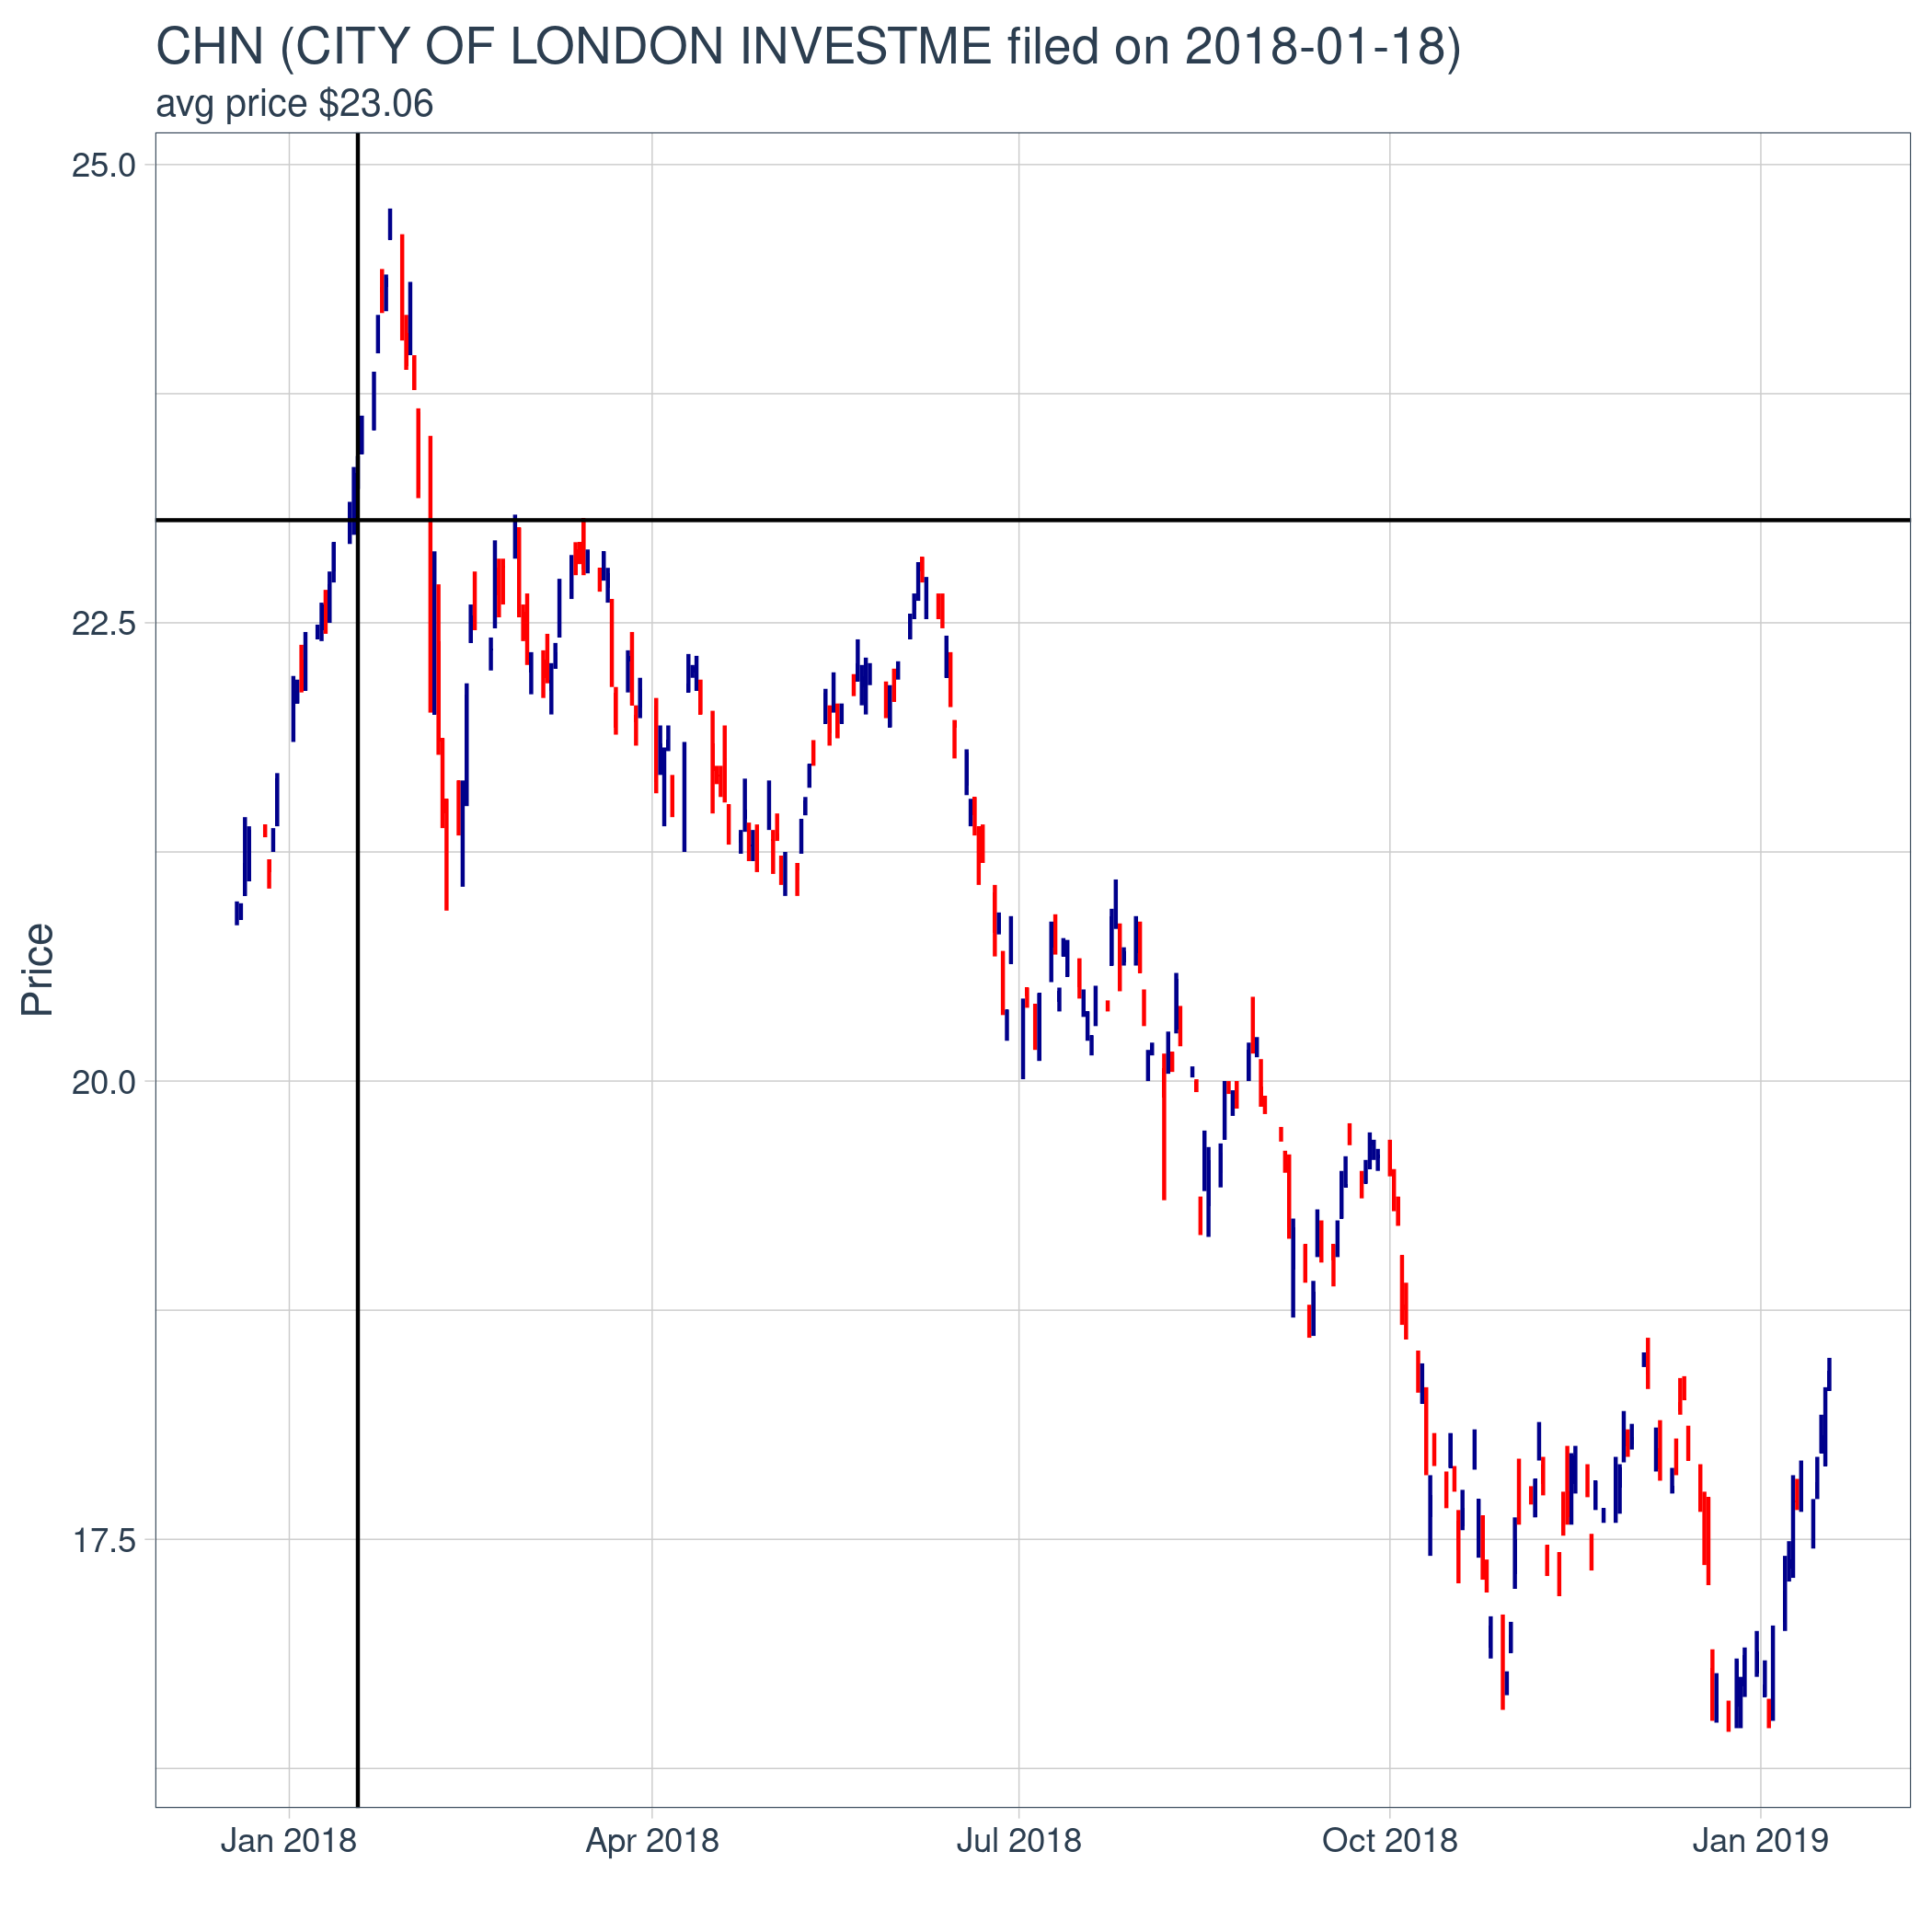 CHN (CITY OF LONDON INVESTME filed on 2018-01-18)
avg price $23.06
25.0
22.5
20.0
17.5
Price
Jan 2018
Apr 2018
Jul 2018
Oct 2018
Jan 2019